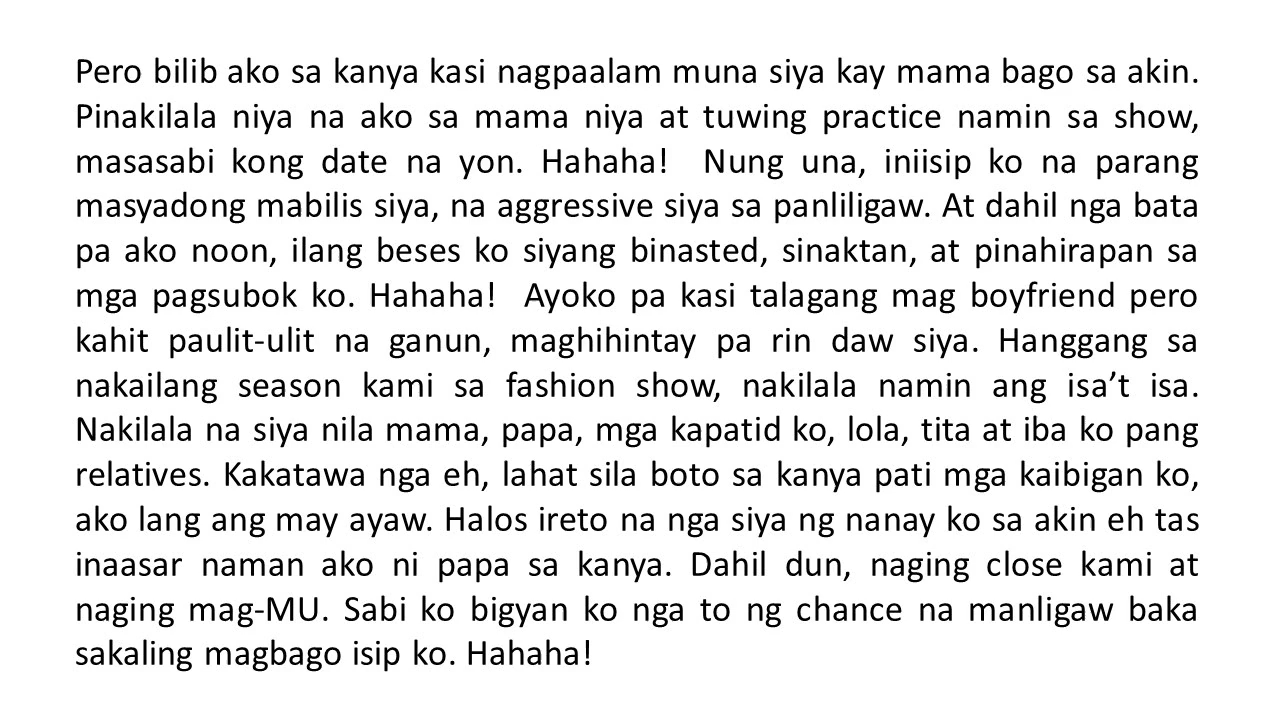 Pero bilib ako sa kanya kasi nagpaalam muna siya kay mama bago sa akin.
Pinakilala niya na ako sa mama niya at tuwing practice namin sa show,
masasabi kong date na yon. Hahaha!  Nung una, iniisip ko na parang
masyadong mabilis siya, na aggressive siya sa panliligaw. At dahil nga bata
pa ako noon, ilang beses ko siyang binasted, sinaktan, at pinahirapan sa
mga pagsubok ko. Hahaha!  Ayoko pa kasi talagang mag boyfriend pero
kahit paulit-ulit na ganun, maghihintay pa rin daw siya. Hanggang sa
nakailang season kami sa fashion show, nakilala namin ang isa’t isa.
Nakilala na siya nila mama, papa, mga kapatid ko, lola, tita at iba ko pang
relatives. Kakatawa nga eh, lahat sila boto sa kanya pati mga kaibigan ko,
ako lang ang may ayaw. Halos ireto na nga siya ng nanay ko sa akin eh tas
inaasar naman ako ni papa sa kanya. Dahil dun, naging close kami at
naging mag-MU. Sabi ko bigyan ko nga to ng chance na manligaw baka
sakaling magbago isip ko. Hahaha!